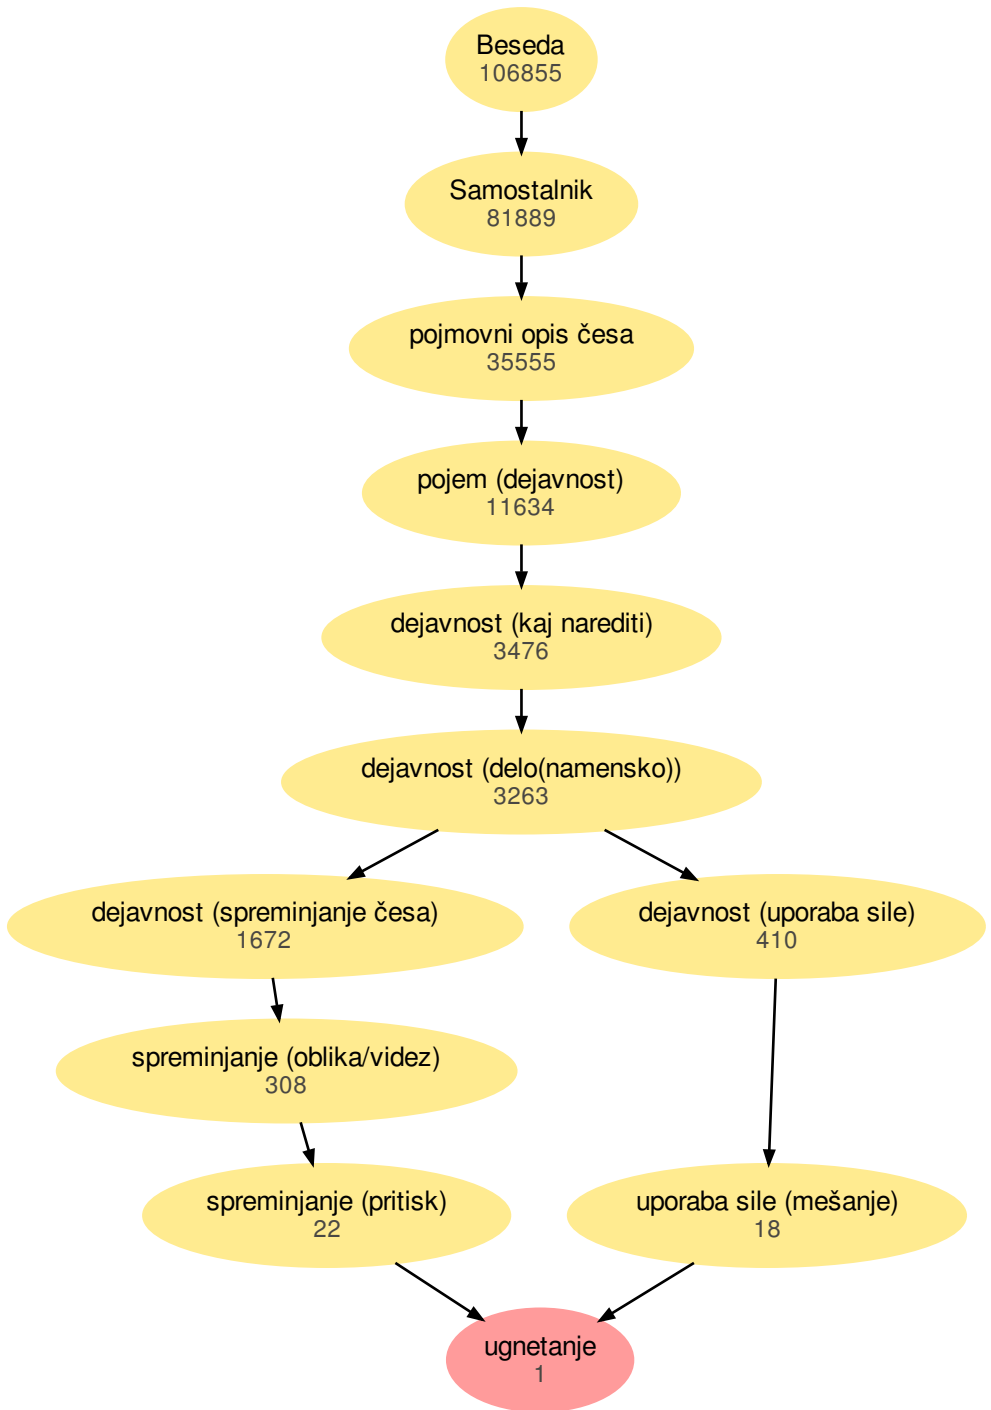 Beseda
106855
Samostalnik
81889
pojmovni opis česa
35555
pojem (dejavnost)
11634
dejavnost (kaj narediti)
3476
dejavnost (delo(namensko))
3263
dejavnost (spreminjanje česa)
1672
dejavnost (uporaba sile)
410
spreminjanje (oblika/videz)
308
spreminjanje (pritisk)
22
uporaba sile (mešanje)
18
ugnetanje
1